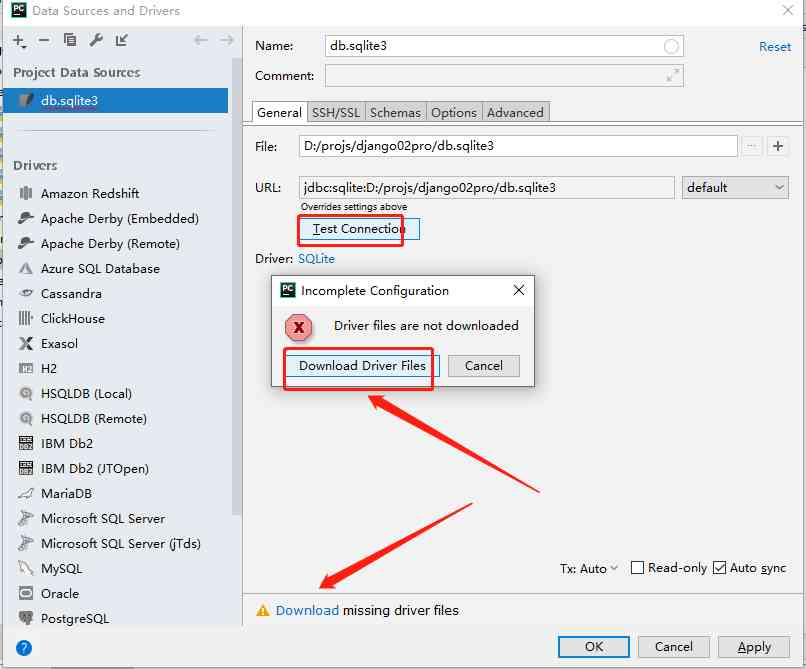 Data Sources and Drivers
Name: db.sqlite3 Reset
Comment:
Project Data Sources
db.sqlite3
General SSH/SSL Schemas Options Advanced
File: D:/projs/django02pro/db.sqlite3
URL: jdbc:sqlite:D:/projs/django02pro/db.sqlite3 default
Overrides settings above
Test Connection
Driver: SQLite
Incomplete Configuration
Driver files are not downloaded
Download Driver Files Cancel
Drivers
Amazon Redshift
Apache Derby (Embedded)
Apache Derby (Remote)
Azure SQL Database
Cassandra
ClickHouse
Exasol
H2
HSQLDB (Local)
HSQLDB (Remote)
IBM Db2
IBM Db2 (JTOpen)
MariaDB
Microsoft SQL Server
Microsoft SQL Server (jTds)
MySQL
Oracle
PostgreSQL
Tx: Auto Read-only Auto sync
Download missing driver files
OK Cancel Apply